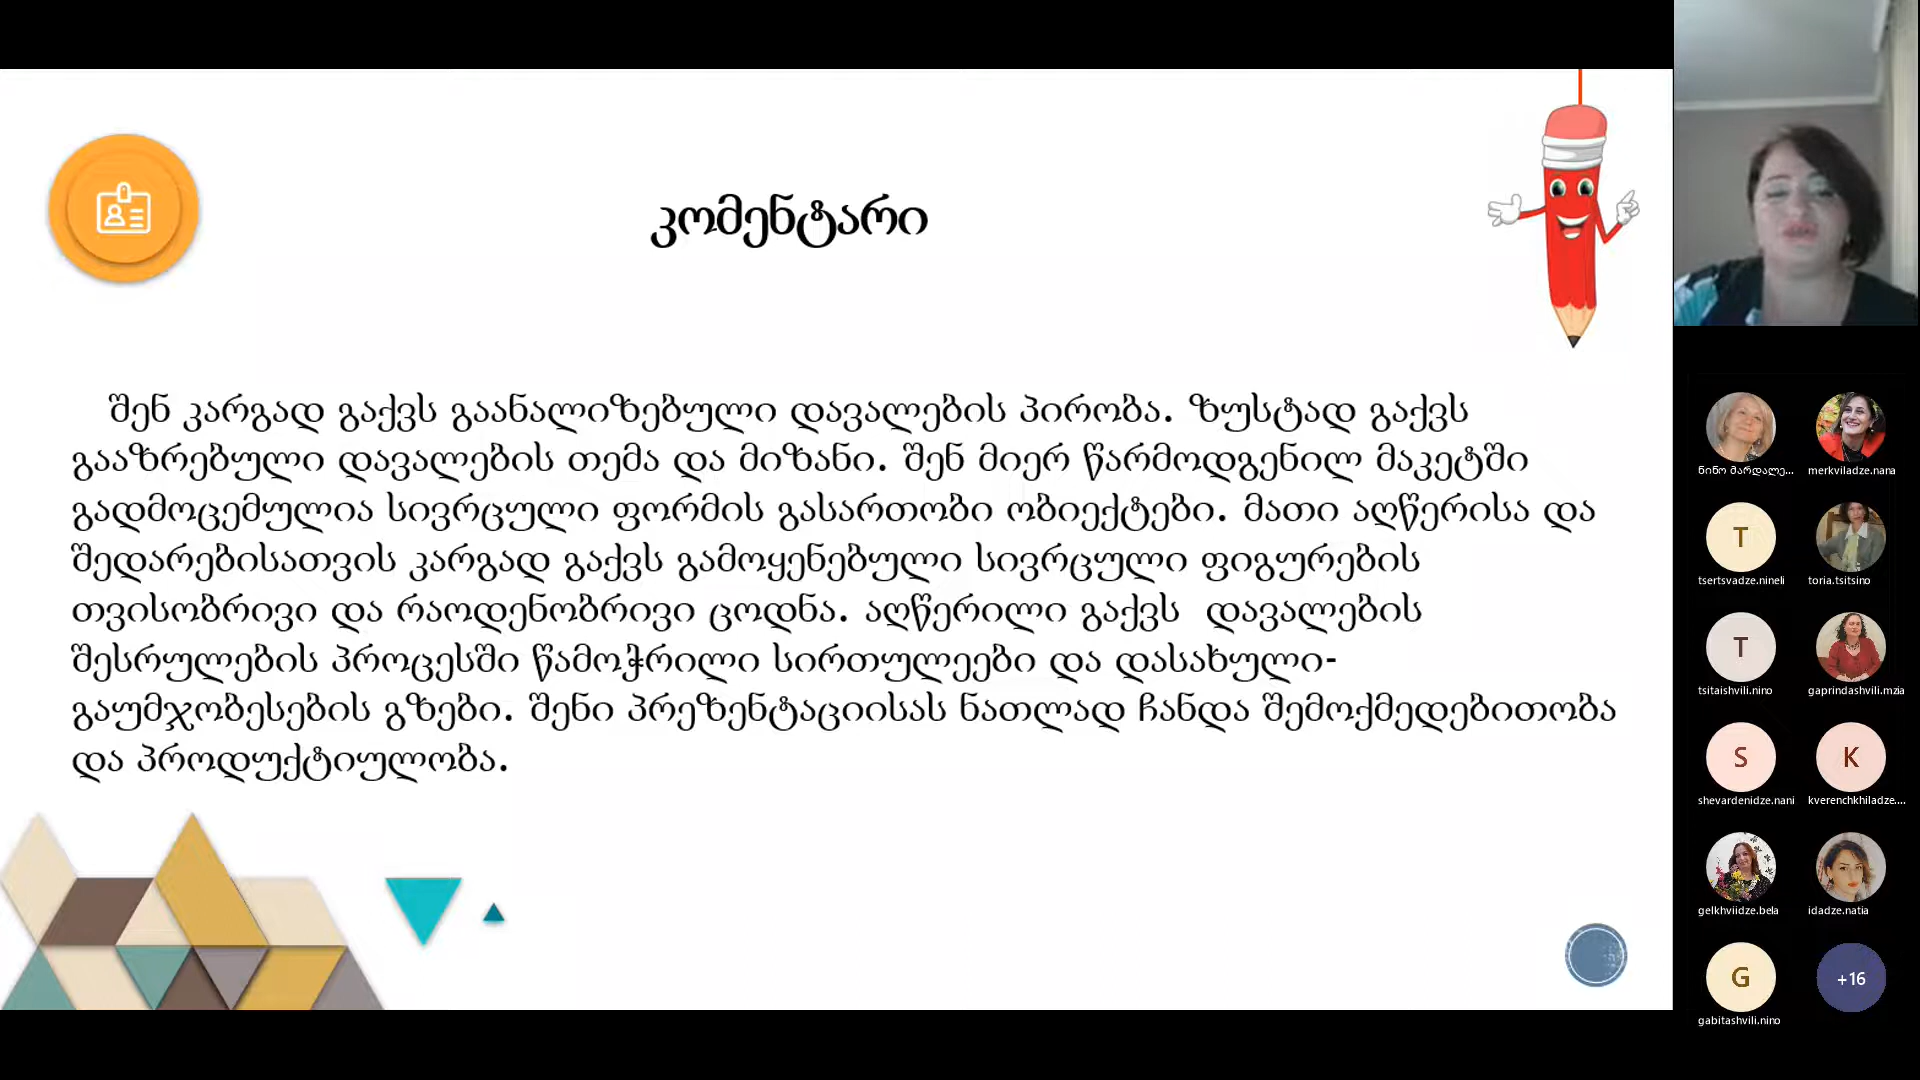 კომენტარი
შენ კარგად გაქვს გაანალიზებული დავალების პირობა. ზუსტად გაქვს
გააზრებული დავალების თემა და მიზანი. შენ მიერ წარმოდგენილ მაკეტში
გადმოცემულია სივრცული ფორმის გასართობი ობიექტები. მათი აღწერისა და
შედარებისათვის კარგად გაქვს გამოყენებული სივრცული ფიგურების
თვისობრივი და რაოდენობრივი ცოდნა. აღწერილი გაქვს  დავალების
შესრულების პროცესში წამოჭრილი სირთულეები და დასახული-
გაუმჯობესების გზები. შენი პრეზენტაციისას ნათლად ჩანდა შემოქმედებითობა
და პროდუქტიულობა.
ნინო მარდალე...
merkviladze.nana
T
tsertsvadze.nineli
toria.tsitsino
T
tsitaishvili.nino
gaprindashvili.mzia
S
shevardenidze.nani
K
kverenchkhiladze....
gelkhviidze.bela
idadze.natia
G
gabitashvili.nino
+16